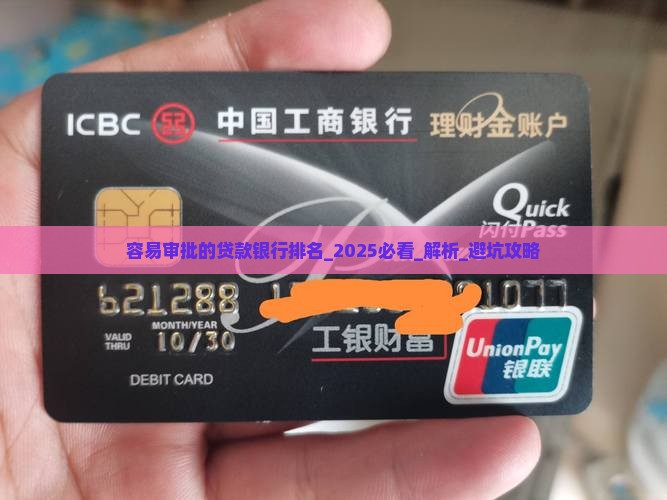 ICBC 中国工商银行 理财金账户
Quick
闪付Pass
容易审批的贷款银行排名_2025必看_解析_避坑攻略
621288 01077
MONTH/YEAR
VALID
THRU 10/30
工银财富
DEBIT CARD
UnionPay
银联